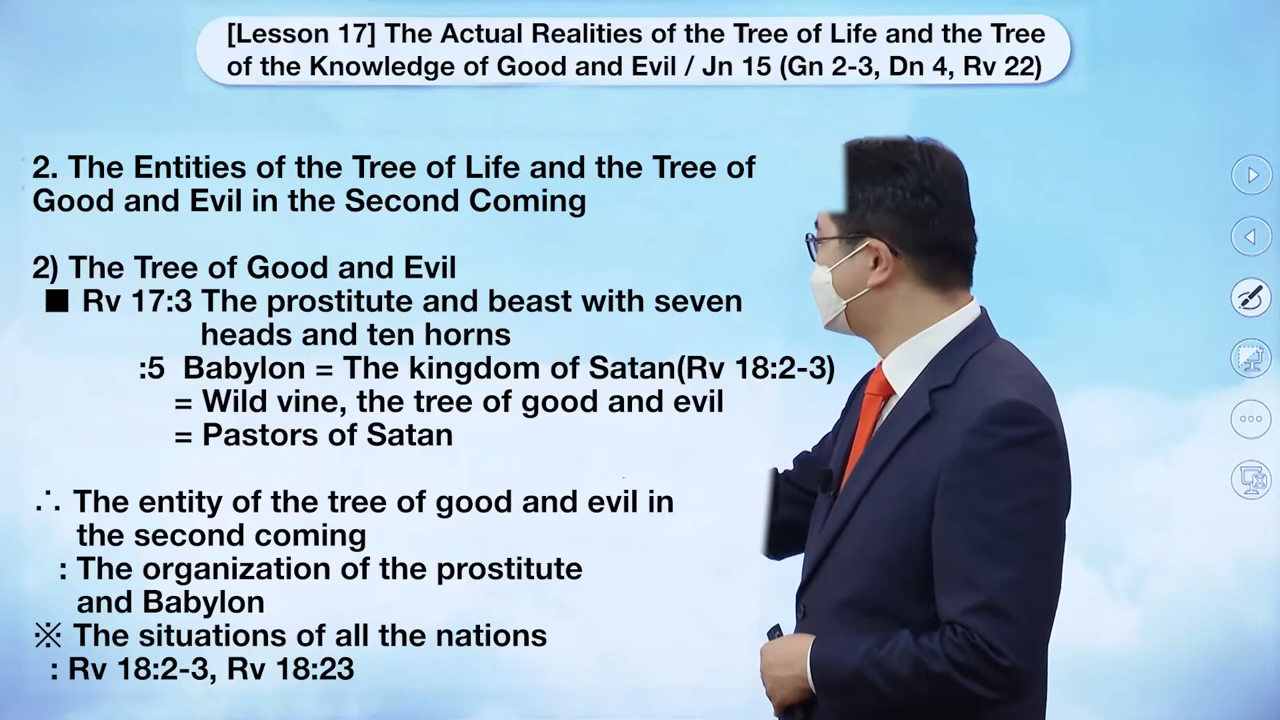 [Lesson 17] The Actual Realities of the Tree of Life and the Tree
of the Knowledge of Good and Evil / Jn 15 (Gn 2-3, Dn 4, Rv 22)
2. The Entities of the Tree of Life and the Tree of
Good and Evil in the Second Coming
2) The Tree of Good and Evil
■ Rv 17:3 The prostitute and beast with seven
heads and ten horns
:5 Babylon = The kingdom of Satan(Rv 18:2-3)
= Wild vine, the tree of good and evil
= Pastors of Satan
∴ The entity of the tree of good and evil in
the second coming
: The organization of the prostitute
and Babylon
※ The situations of all the nations
: Rv 18:2-3, Rv 18:23